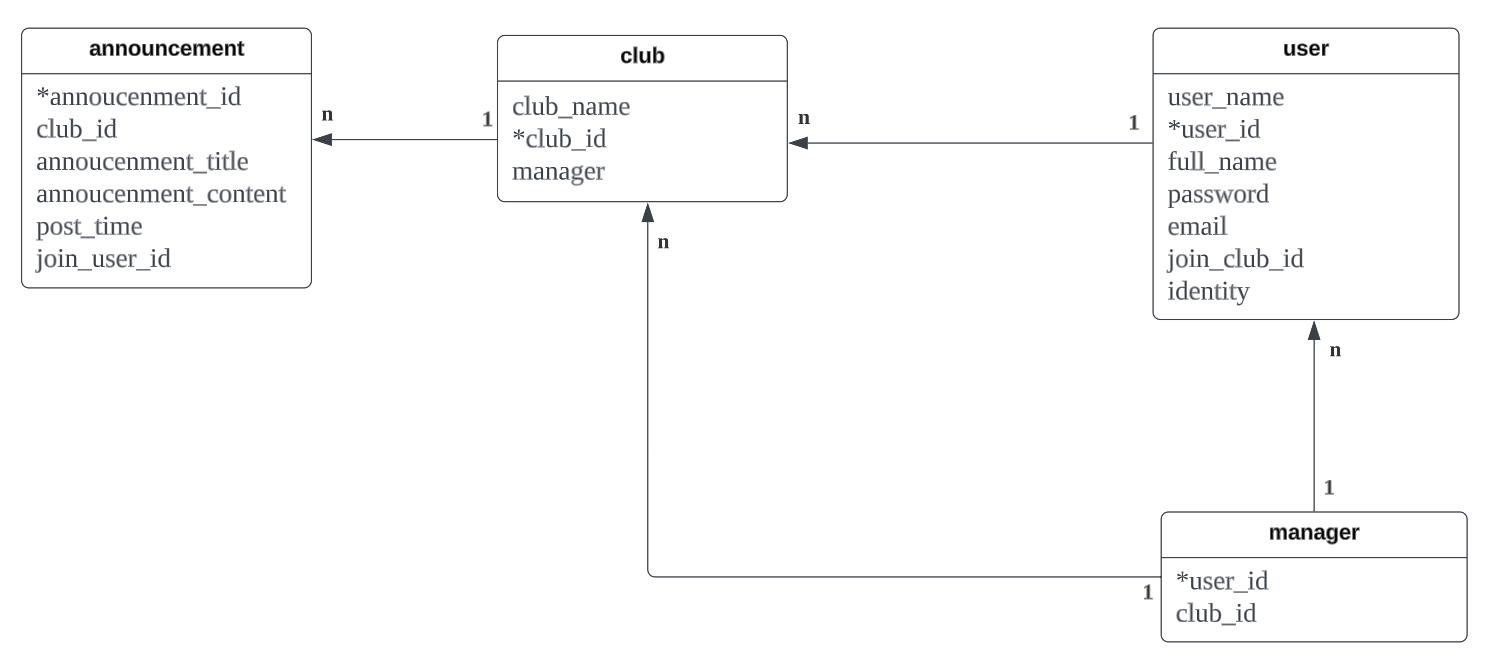 announcement
*annoucenment_id
club_id
annoucenment_title
annoucenment_content
post_time
join_user_id
n
1
club
club_name
*club_id
manager
n
1
n
user
user_name
*user_id
full_name
password
email
join_club_id
identity
n
1
manager
*user_id
club_id
1